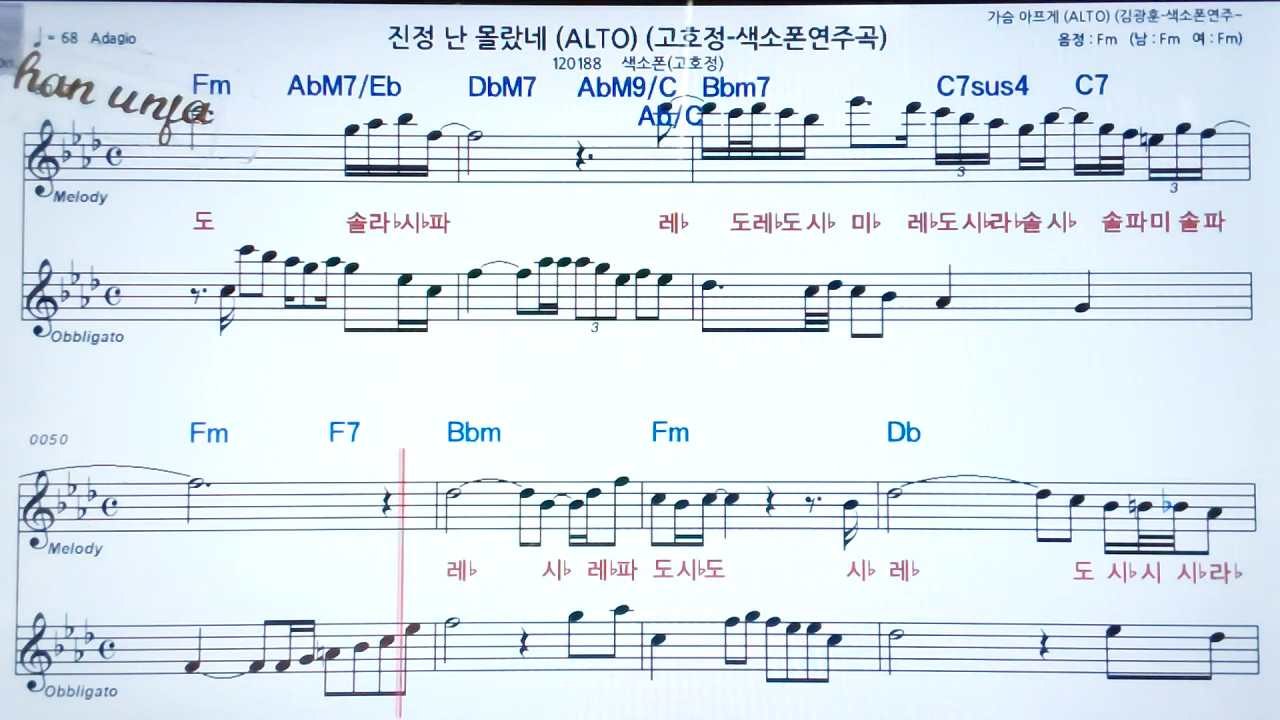 가슴 아프게 (ALTO) (김광훈-색소폰연주-
♩= 68 Adagio
진정 난 몰랐네 (ALTO) (고호정-색소폰연주곡)
음정 : Fm (남 : Fm 여 : Fm)
120188 색소폰(고호정)
han unfa
Fm AbM7/Eb DbM7 AbM9/C Bbm7 C7sus4 C7
Ab/C
3 3
Melody
도 솔라♭시♭파 레♭ 도레♭도 시♭ 미♭ 레♭도시♭라♭솔 시♭ 솔파미 솔파
3
Obbligato
0050
Fm F7 Bbm Fm Db
Melody
레♭ 시♭ 레♭파 도시♭도 시♭ 레♭ 도 시♭시 시♭라♭
Obbligato